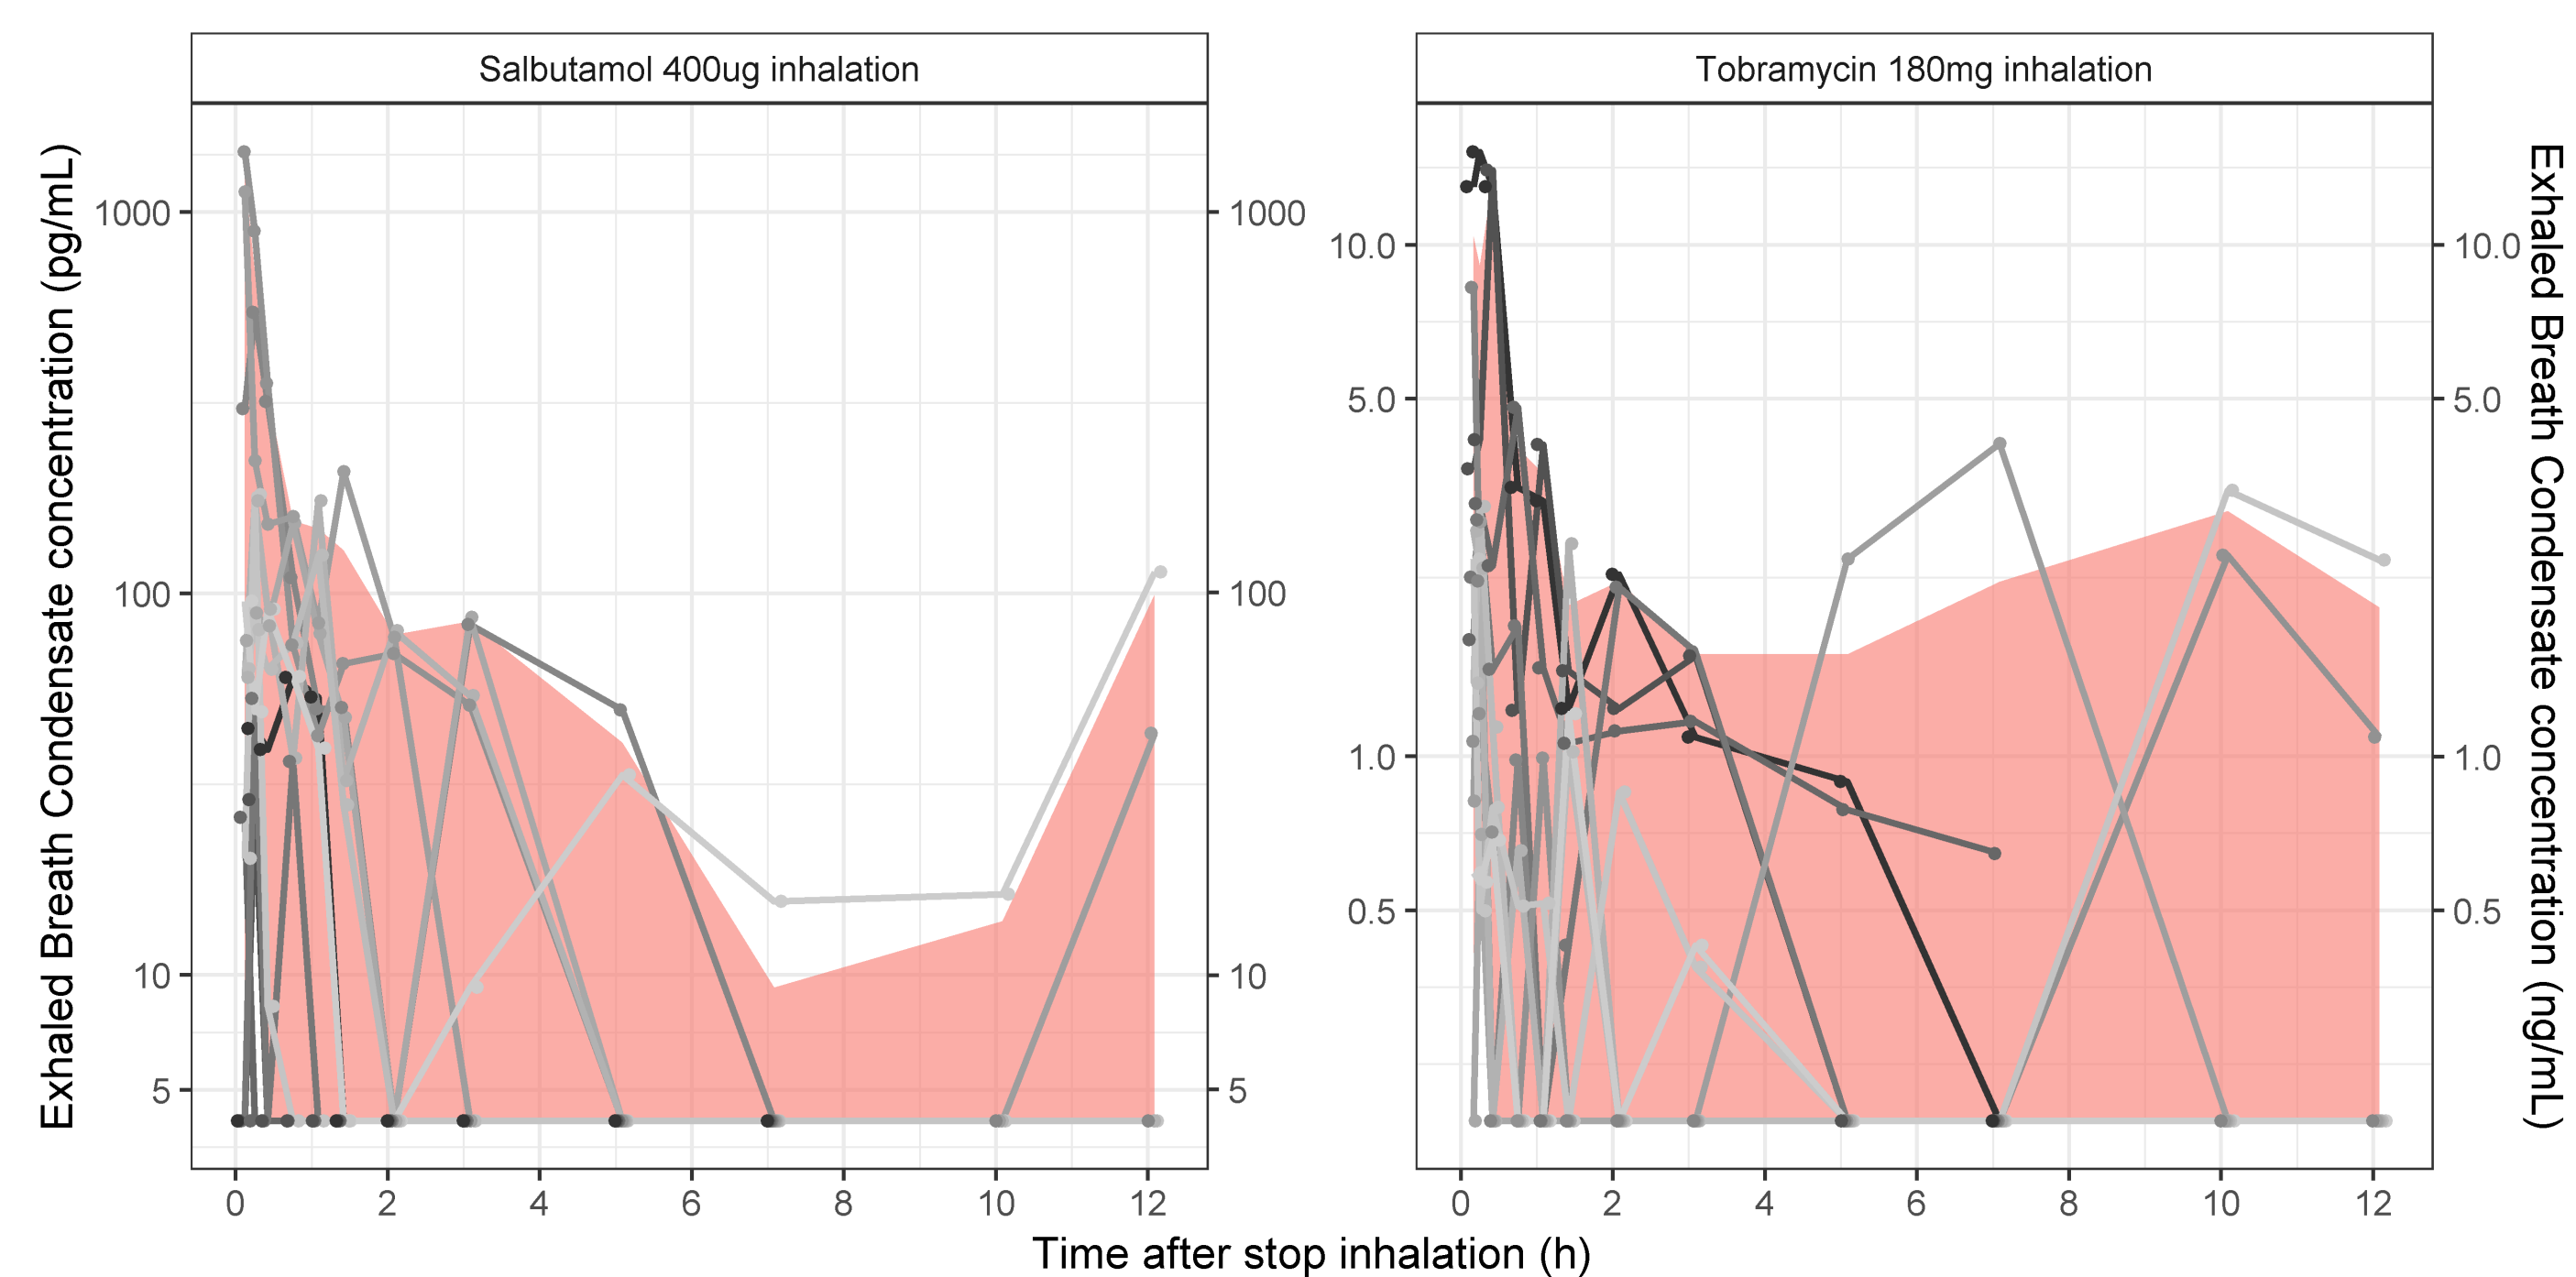 Salbutamol 400ug inhalation
Tobramycin 180mg inhalation
Exhaled Breath Condensate concentration (pg/mL)
1000
100
10
5
1000
100
10
5
10.0
5.0
1.0
0.5
10.0
5.0
1.0
0.5
Exhaled Breath Condensate concentration (ng/mL)
0 2 4 6 8 10 12
0 2 4 6 8 10 12
Time after stop inhalation (h)